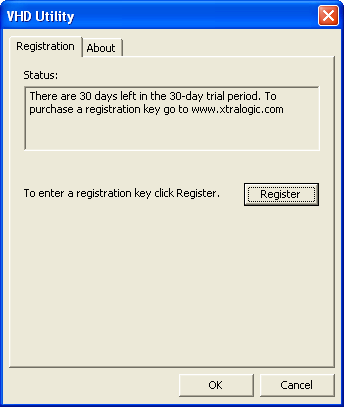 VHD Utility
Registration
About
Status:
There are 30 days left in the 30-day trial period. To
purchase a registration key go to www.xtralogic.com
To enter a registration key click Register.
Register
OK
Cancel